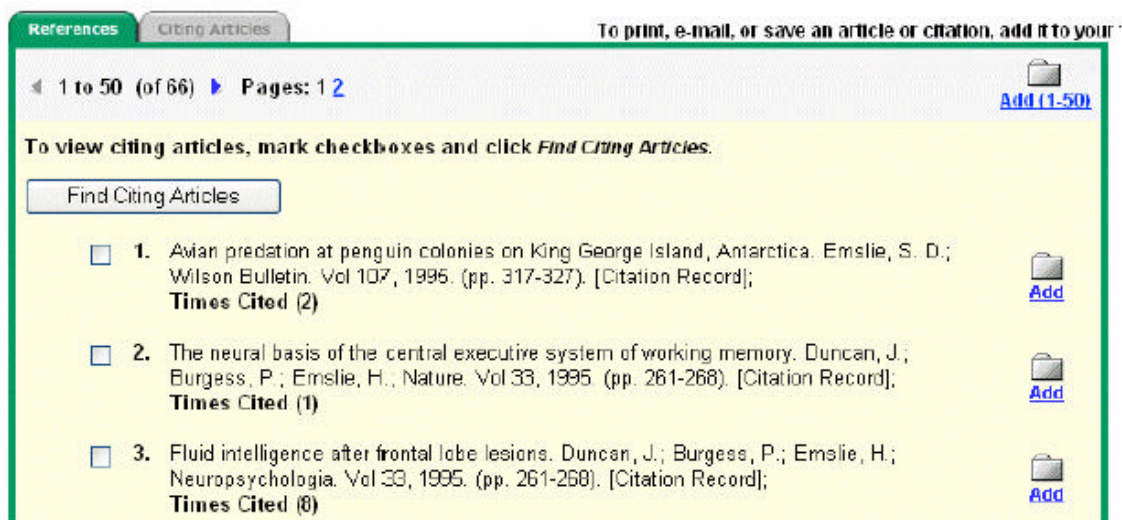 References
Citing Articles
To print, e-mail, or save an article or citation, add it to your
1 to 50 (of 66) Pages: 1 2
Add (1-50)
To view citing articles, mark checkboxes and click Find Citing Articles.
Find Citing Articles
1. Avian predation at penguin colonies on King George Island, Antarctica. Emslie, S. D.;
Wilson Bulletin. Vol 107, 1995. (pp. 317-327). [Citation Record];
Add
Times Cited (2)
2. The neural basis of the central executive system of working memory. Duncan, J.;
Burgess, P.; Emslie, H.; Nature. Vol 33, 1995. (pp. 261-268). [Citation Record];
Add
Times Cited (1)
3. Fluid intelligence after frontal lobe lesions. Duncan, J.; Burgess, P.; Emslie, H.;
Neuropsychologia. Vol 33, 1995. (pp. 261-268). [Citation Record];
Add
Times Cited (8)